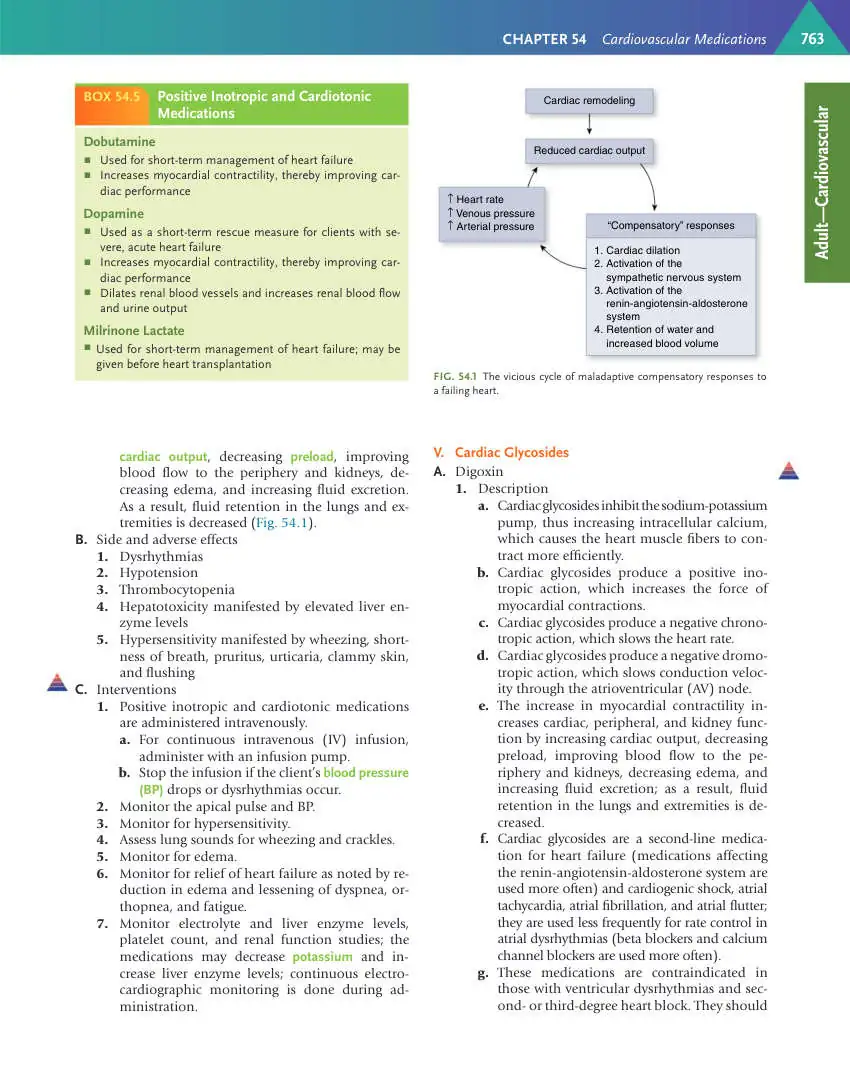 CHAPTER 54 Cardiovascular Medications 763
BOX 54.5 Positive Inotropic and Cardiotonic
Medications
Dobutamine
■ Used for short-term management of heart failure
■ Increases myocardial contractility, thereby improving car-
diac performance
Dopamine
■ Used as a short-term rescue measure for clients with se-
vere, acute heart failure
■ Increases myocardial contractility, thereby improving car-
diac performance
■ Dilates renal blood vessels and increases renal blood flow
and urine output
Milrinone Lactate
■ Used for short-term management of heart failure; may be
given before heart transplantation
Cardiac remodeling
Reduced cardiac output
↑ Heart rate
↑ Venous pressure
↑ Arterial pressure
“Compensatory” responses
1. Cardiac dilation
2. Activation of the
sympathetic nervous system
3. Activation of the
renin-angiotensin-aldosterone
system
4. Retention of water and
increased blood volume
FIG. 54.1 The vicious cycle of maladaptive compensatory responses to
a failing heart.
Adult—Cardiovascular
cardiac output, decreasing preload, improving
blood flow to the periphery and kidneys, de-
creasing edema, and increasing fluid excretion.
As a result, fluid retention in the lungs and ex-
tremities is decreased (Fig. 54.1).
B. Side and adverse effects
1. Dysrhythmias
2. Hypotension
3. Thrombocytopenia
4. Hepatotoxicity manifested by elevated liver en-
zyme levels
5. Hypersensitivity manifested by wheezing, short-
ness of breath, pruritus, urticaria, clammy skin,
and flushing
C. Interventions
1. Positive inotropic and cardiotonic medications
are administered intravenously.
a. For continuous intravenous (IV) infusion,
administer with an infusion pump.
b. Stop the infusion if the client’s blood pressure
(BP) drops or dysrhythmias occur.
2. Monitor the apical pulse and BP.
3. Monitor for hypersensitivity.
4. Assess lung sounds for wheezing and crackles.
5. Monitor for edema.
6. Monitor for relief of heart failure as noted by re-
duction in edema and lessening of dyspnea, or-
thopnea, and fatigue.
7. Monitor electrolyte and liver enzyme levels,
platelet count, and renal function studies; the
medications may decrease potassium and in-
crease liver enzyme levels; continuous electro-
cardiographic monitoring is done during ad-
ministration.
V. Cardiac Glycosides
A. Digoxin
1. Description
a. Cardiac glycosides inhibit the sodium-potassium
pump, thus increasing intracellular calcium,
which causes the heart muscle fibers to con-
tract more efficiently.
b. Cardiac glycosides produce a positive ino-
tropic action, which increases the force of
myocardial contractions.
c. Cardiac glycosides produce a negative chrono-
tropic action, which slows the heart rate.
d. Cardiac glycosides produce a negative dromo-
tropic action, which slows conduction veloc-
ity through the atrioventricular (AV) node.
e. The increase in myocardial contractility in-
creases cardiac, peripheral, and kidney func-
tion by increasing cardiac output, decreasing
preload, improving blood flow to the pe-
riphery and kidneys, decreasing edema, and
increasing fluid excretion; as a result, fluid
retention in the lungs and extremities is de-
creased.
f. Cardiac glycosides are a second-line medica-
tion for heart failure (medications affecting
the renin-angiotensin-aldosterone system are
used more often) and cardiogenic shock, atrial
tachycardia, atrial fibrillation, and atrial flutter;
they are used less frequently for rate control in
atrial dysrhythmias (beta blockers and calcium
channel blockers are used more often).
g. These medications are contraindicated in
those with ventricular dysrhythmias and sec-
ond- or third-degree heart block. They should